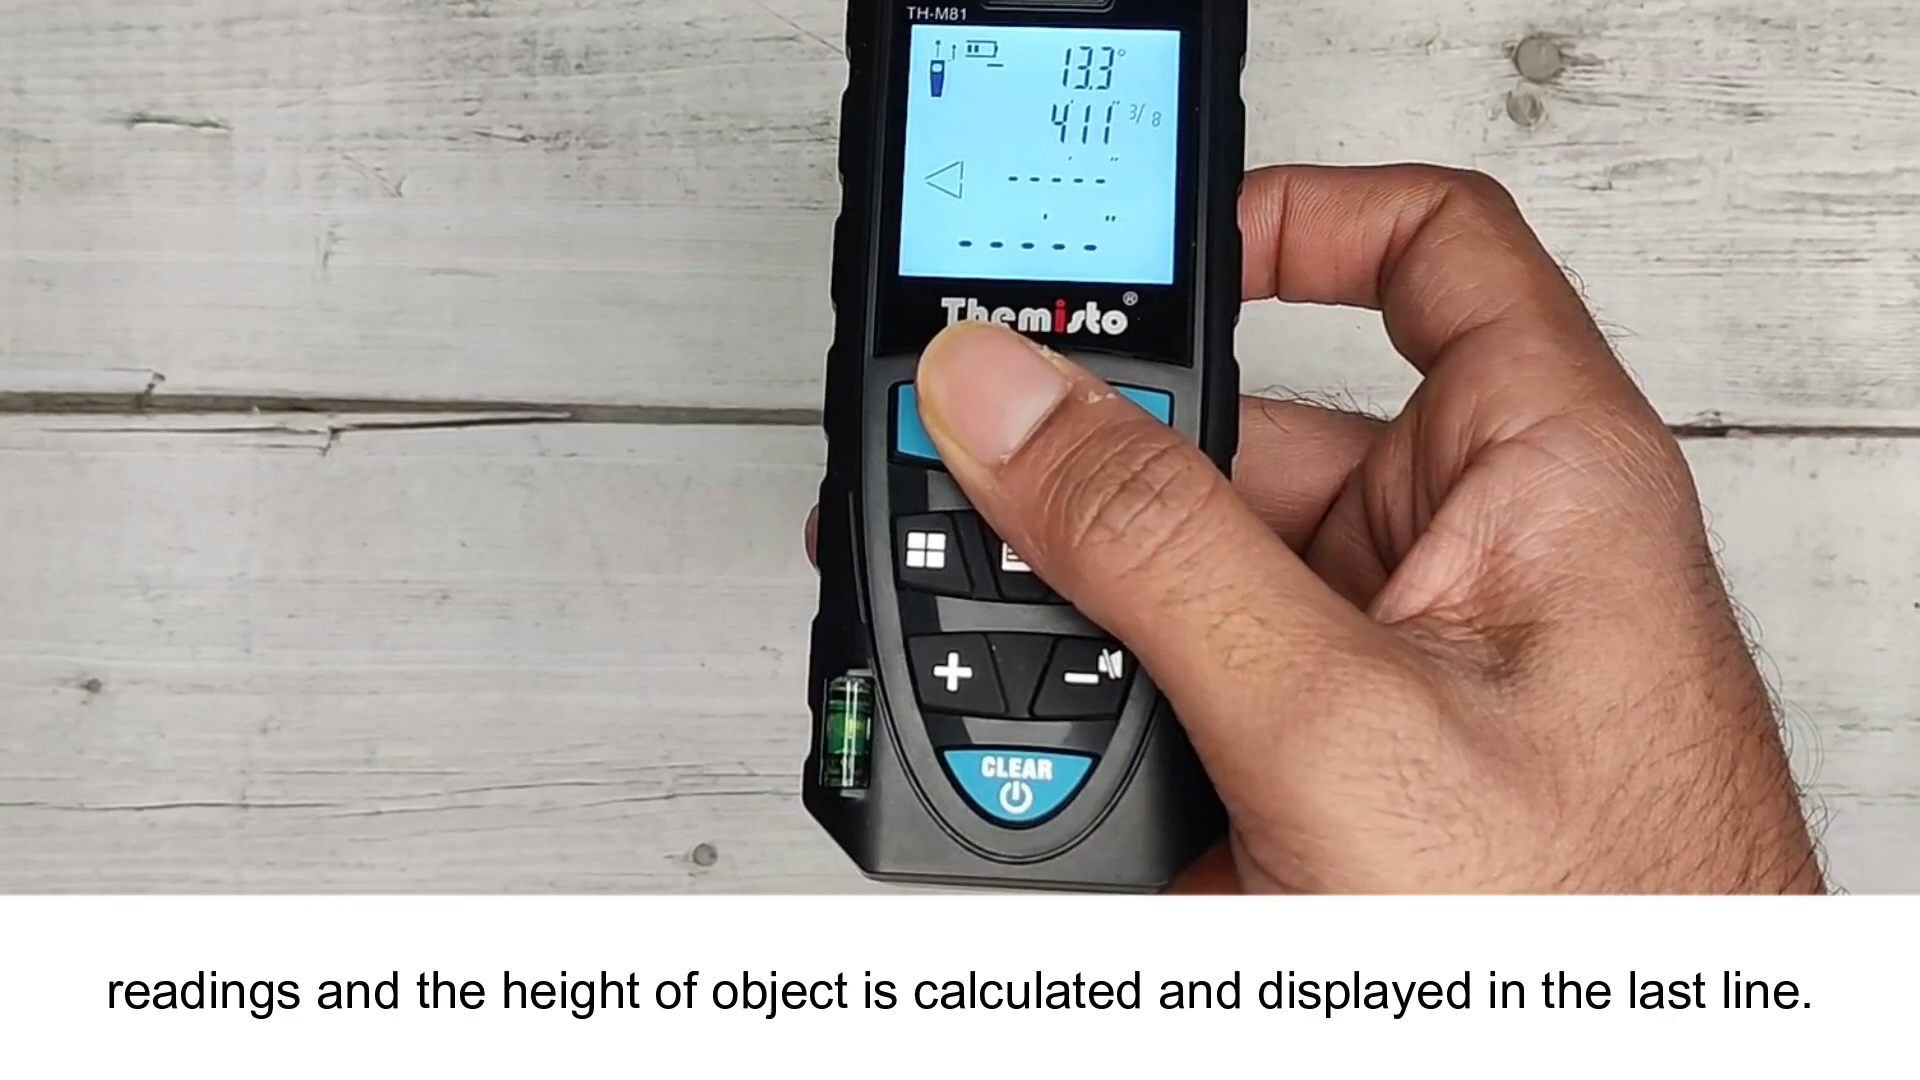 TH-M81
13.3°
4'11" 3/8
' "
-----
' "
-----
Themisto®
CLEAR
readings and the height of object is calculated and displayed in the last line.